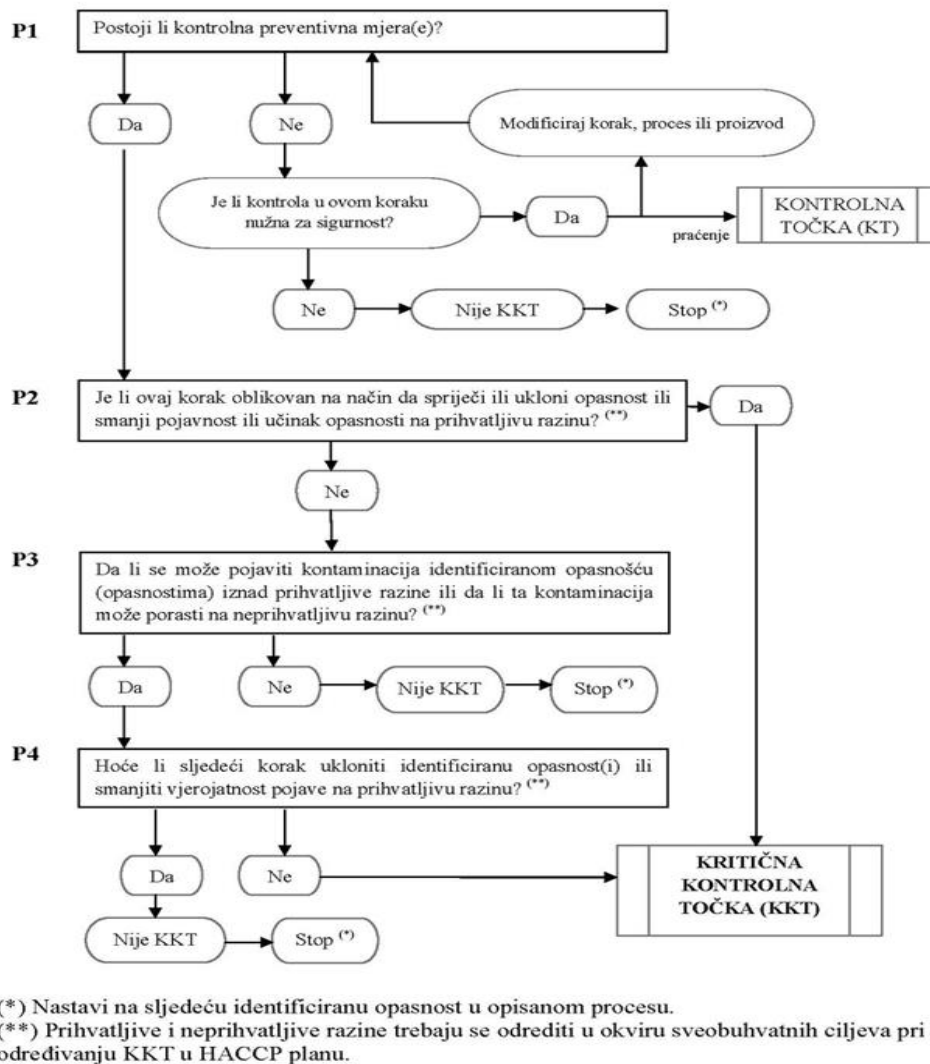 P1
Postoji li kontrolna preventivna mjera(e)?
Da
Ne
Modificiraj korak, proces ili proizvod
Je li kontrola u ovom koraku
nužna za sigurnost?
Da
praćenje
KONTROLNA
TOČKA (KT)
Ne
Nije KKT
Stop (*)
P2
Je li ovaj korak oblikovan na način da spriječi ili ukloni opasnost ili
smanji pojavnost ili učinak opasnosti na prihvatljivu razinu? (**)
Da
Ne
P3
Da li se može pojaviti kontaminacija identificiranom opasnošću
(opasnostima) iznad prihvatljive razine ili da li ta kontaminacija
može porasti na neprihvatljivu razinu? (**)
Da
Ne
Nije KKT
Stop (*)
P4
Hoće li sljedeći korak ukloniti identificiranu opasnost(i) ili
smanjiti vjerojatnost pojave na prihvatljivu razinu? (**)
Da
Ne
KRITIČNA
KONTROLNA
TOČKA (KKT)
Nije KKT
Stop (*)
(*) Nastavi na sljedeću identificiranu opasnost u opisanom procesu.
(**) Prihvatljive i neprihvatljive razine trebaju se odrediti u okviru sveobuhvatnih ciljeva pri
određivanju KKT u HACCP planu.